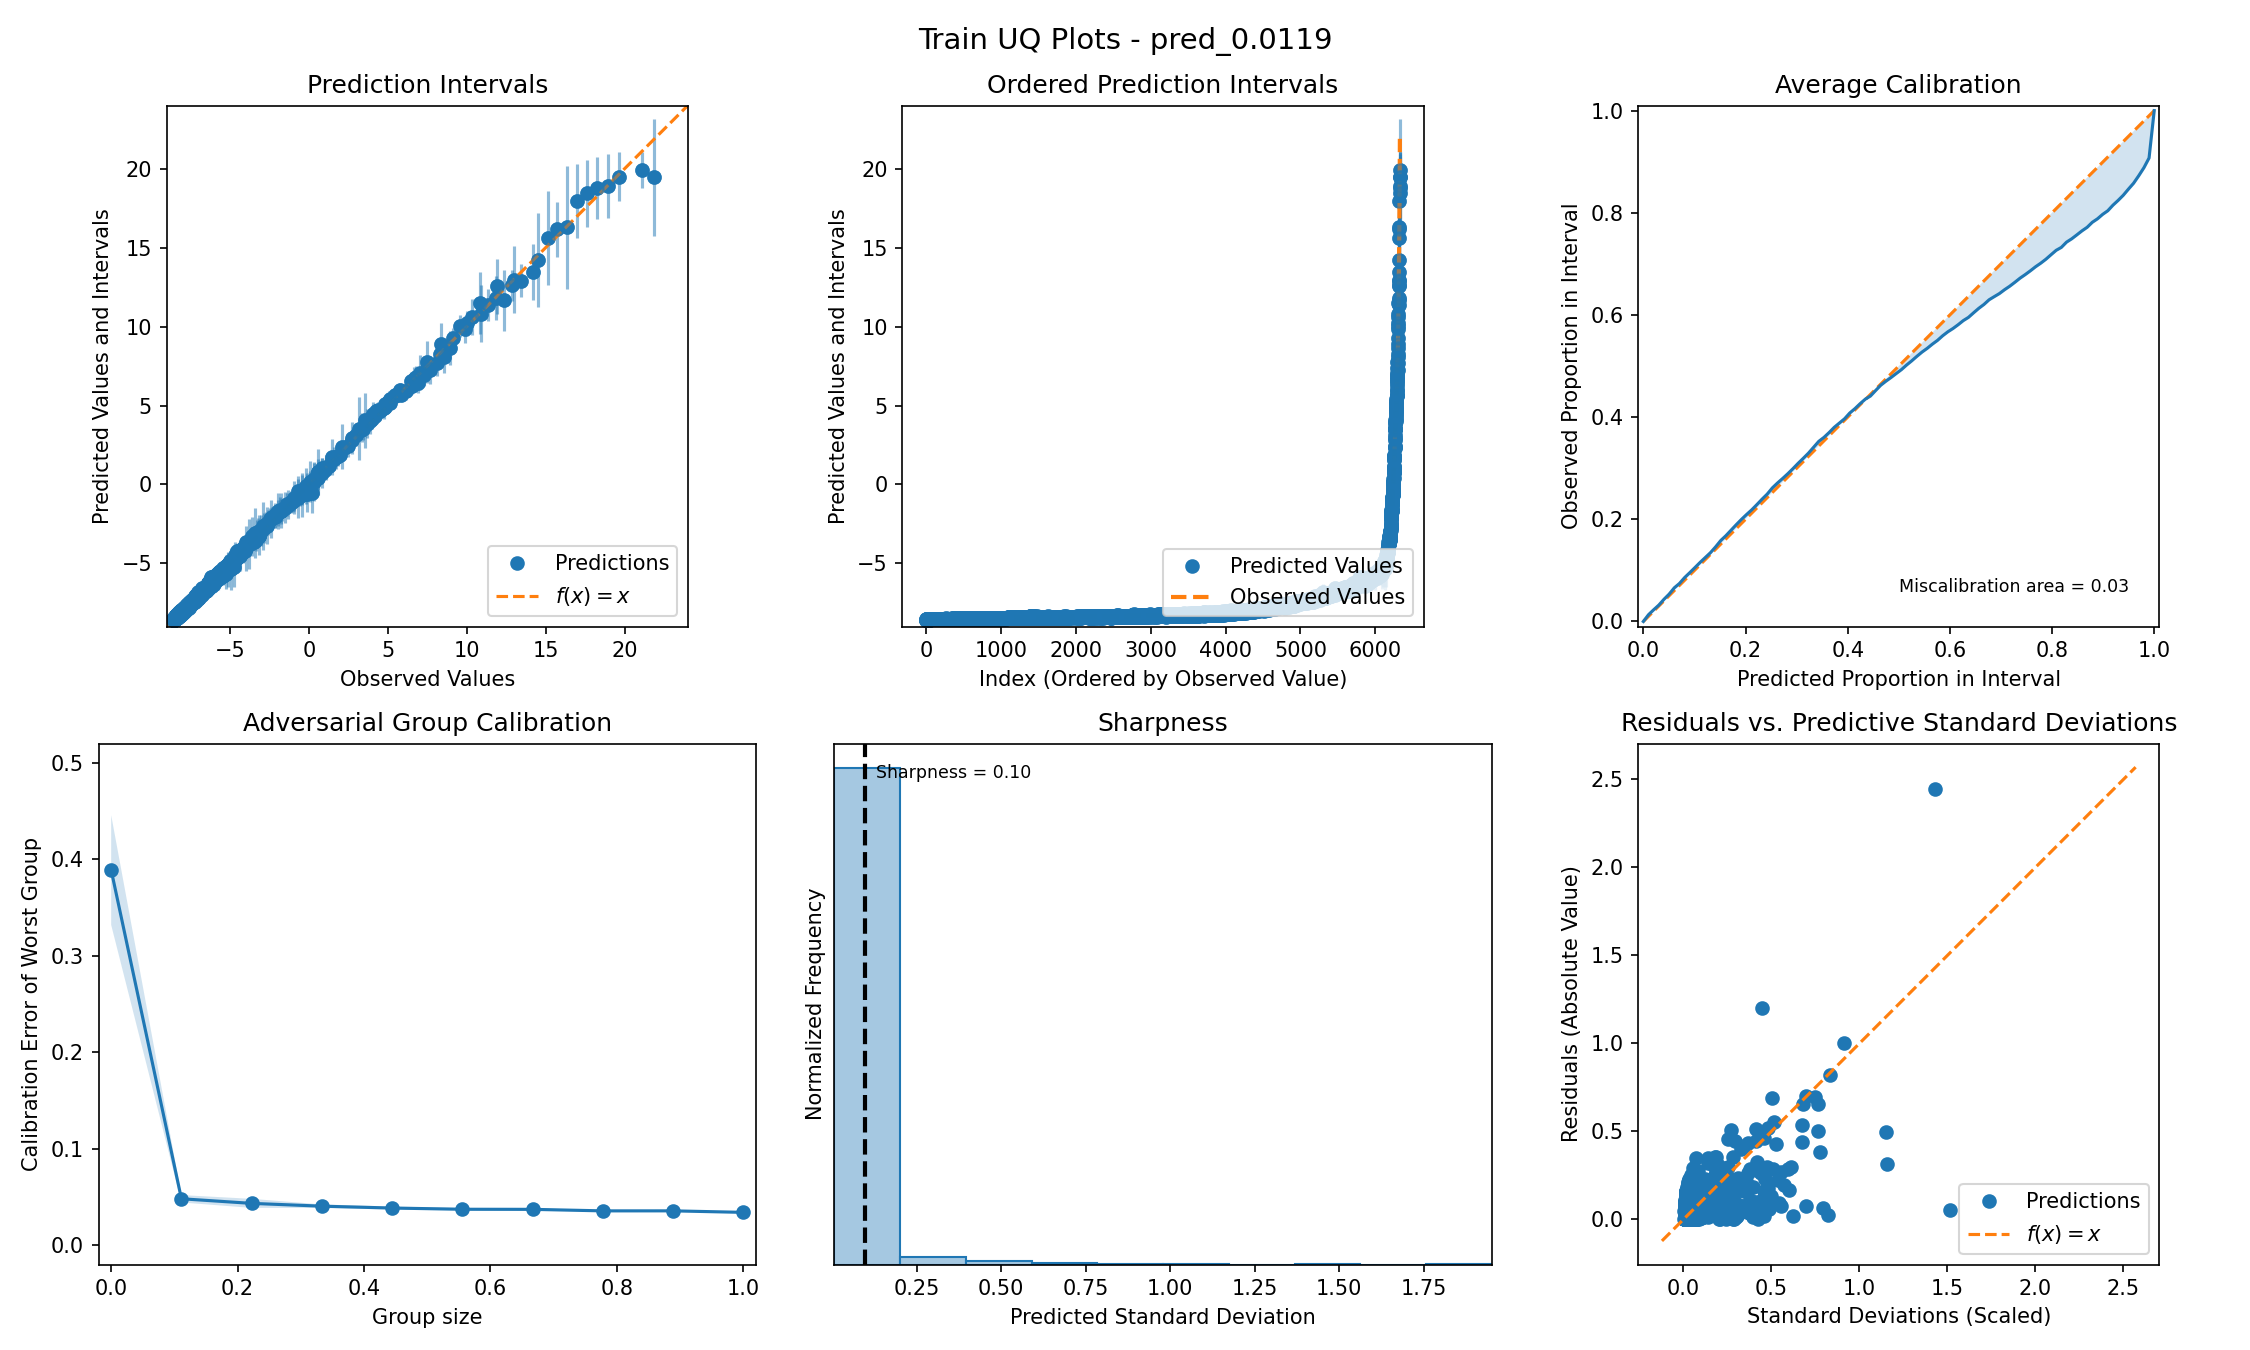 Train UQ Plots - pred_0.0119
Prediction Intervals
Predicted Values and Intervals
20
15
10
5
0
−5
−5 0 5 10 15 20
Observed Values
Predictions
f(x) = x
Ordered Prediction Intervals
Predicted Values and Intervals
20
15
10
5
0
−5
0 1000 2000 3000 4000 5000 6000
Index (Ordered by Observed Value)
Predicted Values
Observed Values
Average Calibration
Observed Proportion in Interval
1.0
0.8
0.6
0.4
0.2
0.0
0.0 0.2 0.4 0.6 0.8 1.0
Predicted Proportion in Interval
Miscalibration area = 0.03
Adversarial Group Calibration
Calibration Error of Worst Group
0.5
0.4
0.3
0.2
0.1
0.0
0.0 0.2 0.4 0.6 0.8 1.0
Group size
Sharpness
Normalized Frequency
Sharpness = 0.10
0.25 0.50 0.75 1.00 1.25 1.50 1.75
Predicted Standard Deviation
Residuals vs. Predictive Standard Deviations
Residuals (Absolute Value)
2.5
2.0
1.5
1.0
0.5
0.0
0.0 0.5 1.0 1.5 2.0 2.5
Standard Deviations (Scaled)
Predictions
f(x) = x